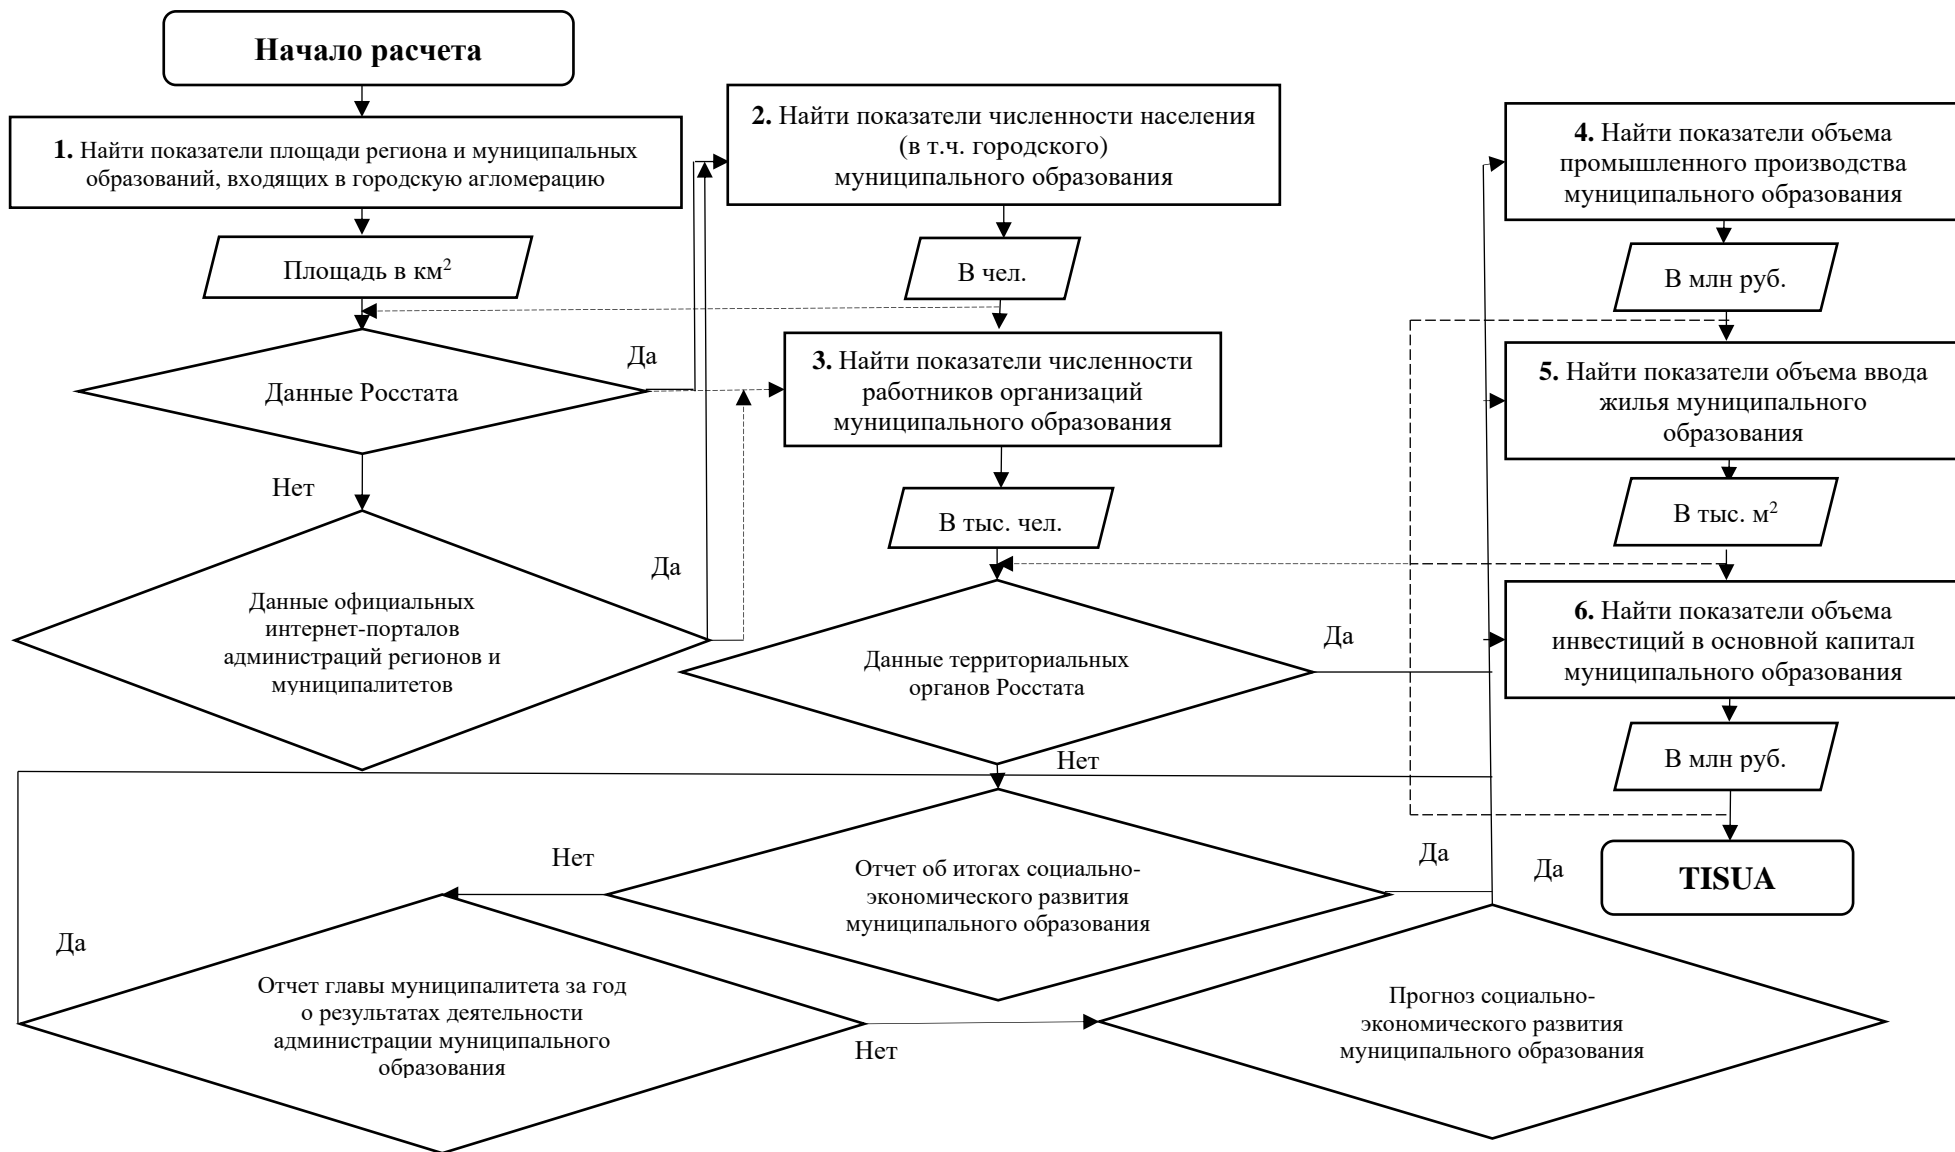 Начало расчета
1. Найти показатели площади региона и муниципальных
образований, входящих в городскую агломерацию
Площадь в км²
Данные Росстата
Да
Нет
Данные официальных
интернет-порталов
администраций регионов и
муниципалитетов
Да
2. Найти показатели численности населения
(в т.ч. городского)
муниципального образования
В чел.
3. Найти показатели численности
работников организаций
муниципального образования
В тыс. чел.
Данные территориальных
органов Росстата
Да
Нет
Отчет об итогах социально-
экономического развития
муниципального образования
Нет
Да
Отчет главы муниципалитета за год
о результатах деятельности
администрации муниципального
образования
Да
Нет
Прогноз социально-
экономического развития
муниципального образования
Да
4. Найти показатели объема
промышленного производства
муниципального образования
В млн руб.
5. Найти показатели объема ввода
жилья муниципального
образования
В тыс. м²
6. Найти показатели объема
инвестиций в основной капитал
муниципального образования
В млн руб.
TISUA